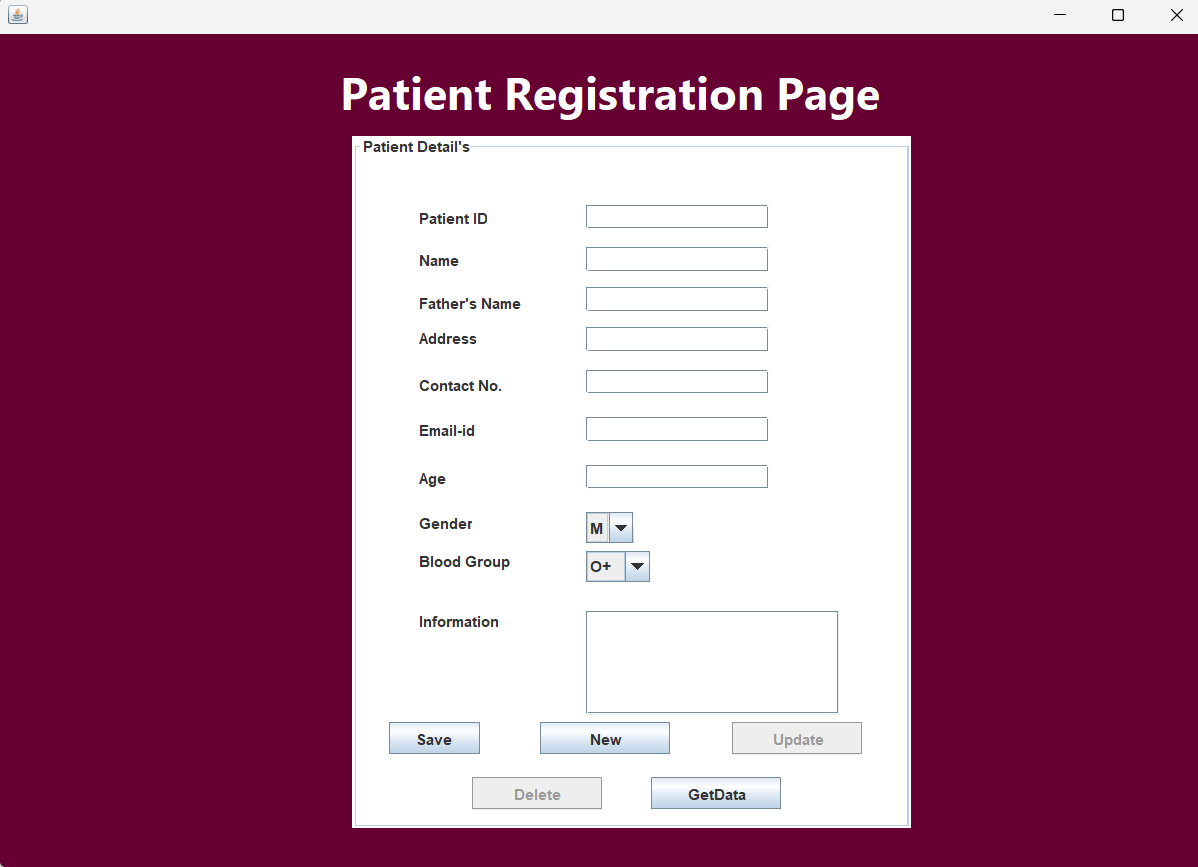 Patient Registration Page
Patient Detail's
Patient ID
Name
Father's Name
Address
Contact No.
Email-id
Age
Gender M
Blood Group O+
Information
Save New Update
Delete GetData